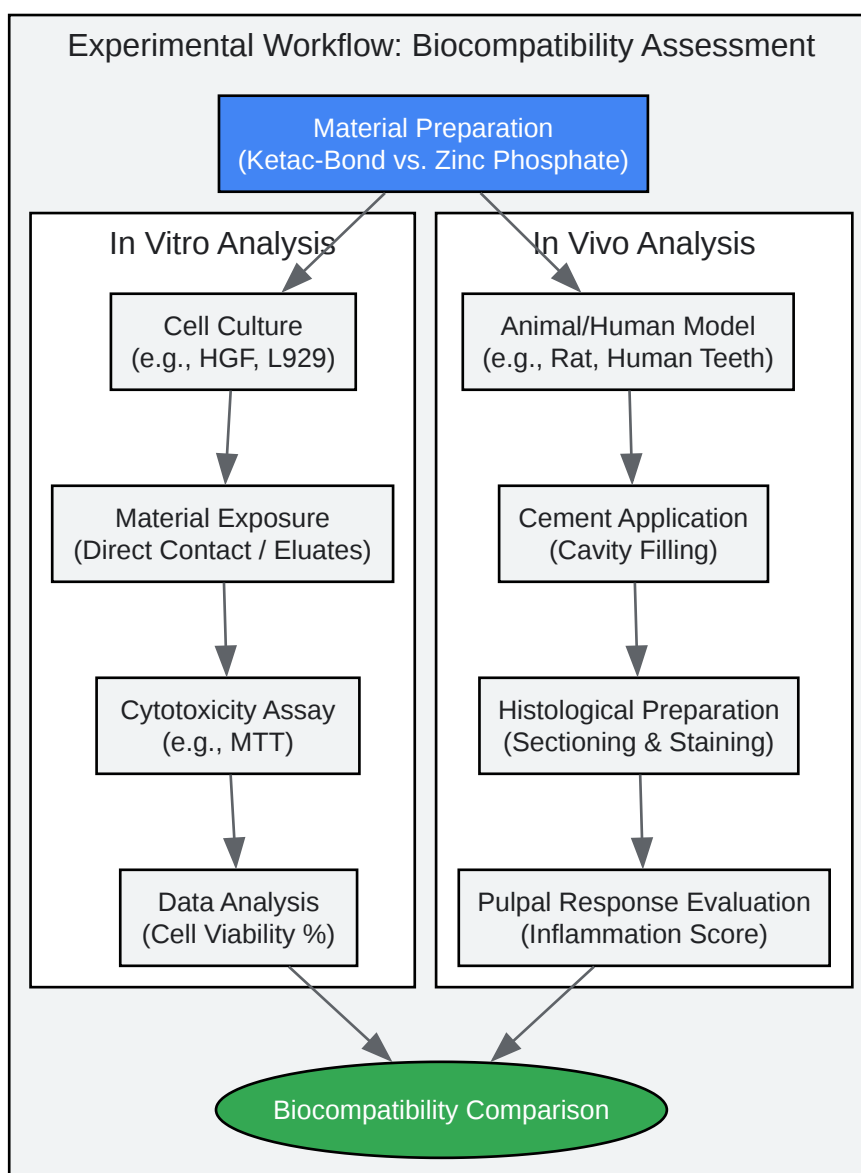 Experimental Workflow: Biocompatibility Assessment
Material Preparation
(Ketac-Bond vs. Zinc Phosphate)
In Vitro Analysis
Cell Culture
(e.g., HGF, L929)
Material Exposure
(Direct Contact / Eluates)
Cytotoxicity Assay
(e.g., MTT)
Data Analysis
(Cell Viability %)
In Vivo Analysis
Animal/Human Model
(e.g., Rat, Human Teeth)
Cement Application
(Cavity Filling)
Histological Preparation
(Sectioning & Staining)
Pulpal Response Evaluation
(Inflammation Score)
Biocompatibility Comparison